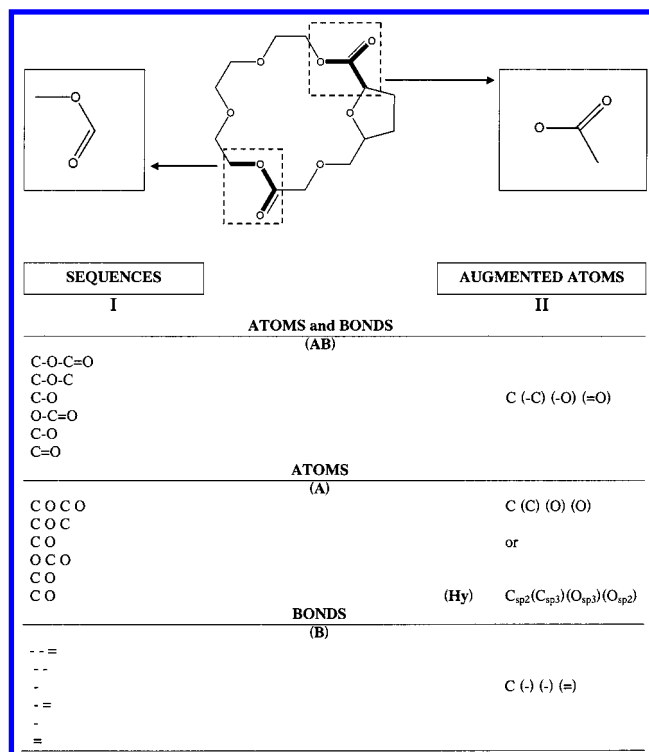 O
O
O
O
O
O
O
O
O
O
O
O
O
SEQUENCES
AUGMENTED ATOMS
I
II
ATOMS and BONDS
(AB)
C-O-C=O
C-O-C
C-O
C (-C) (-O) (=O)
O-C=O
C-O
C=O
ATOMS
(A)
C O C O
C (C) (O) (O)
C O C
C O
or
O C O
C O
C O
(Hy) Csp2(Csp3)(Osp3)(Osp2)
BONDS
(B)
- - =
- -
-
C (-) (-) (=)
- =
-
=